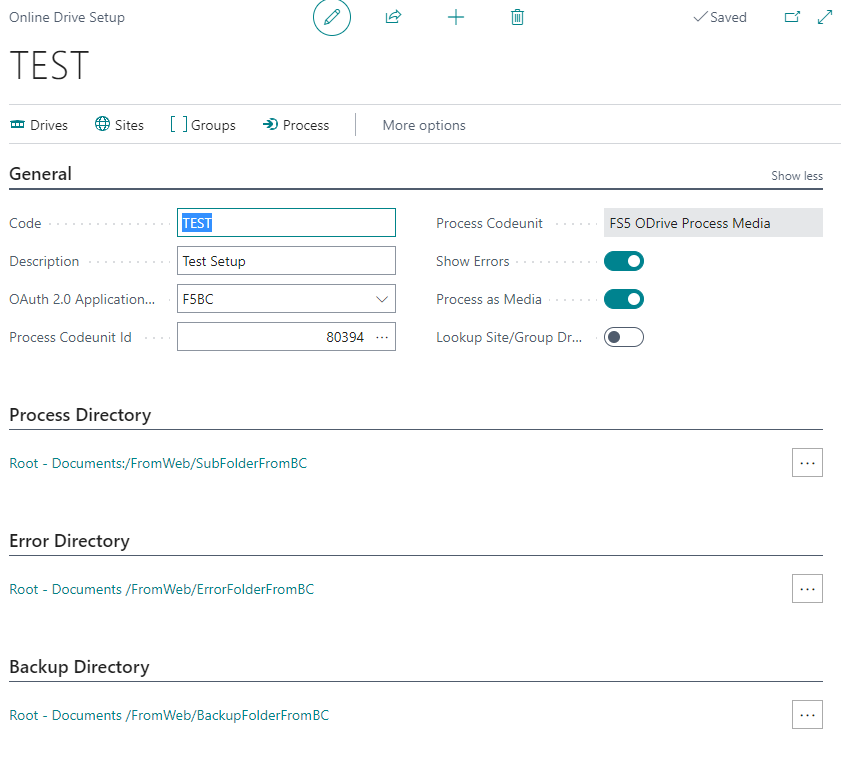 Online Drive Setup
Saved
TEST
Drives
Sites
Groups
Process
More options
General
Show less
Code
TEST
Process Codeunit
FS5 ODrive Process Media
Description
Test Setup
Show Errors
OAuth 2.0 Application...
F5BC
Process as Media
Process Codeunit Id
80394
Lookup Site/Group Dr...
Process Directory
Root - Documents:/FromWeb/SubFolderFromBC
Error Directory
Root - Documents /FromWeb/ErrorFolderFromBC
Backup Directory
Root - Documents /FromWeb/BackupFolderFromBC